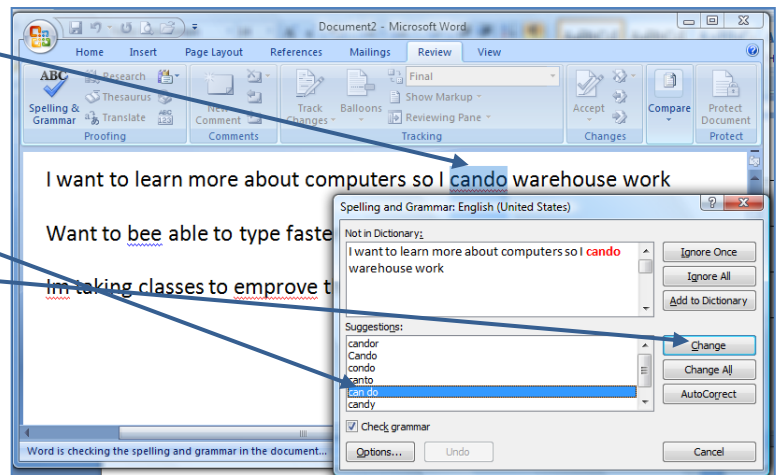 Document2 - Microsoft Word
Home Insert Page Layout References Mailings Review View
ABC Research
Spelling & Grammar Thesaurus
Translate
New Comment
Track Changes
Balloons
Final
Show Markup
Reviewing Pane
Accept
Compare
Protect Document
Proofing Comments Tracking Changes Protect
I want to learn more about computers so I cando warehouse work
Want to bee able to type faste
Im taking classes to emprove t
Spelling and Grammar: English (United States)
Not in Dictionary:
I want to learn more about computers so I cando
warehouse work
Ignore Once
Ignore All
Add to Dictionary
Suggestions:
candor
Cando
condo
canto
can do
candy
Change
Change All
AutoCorrect
Check grammar
Options... Undo Cancel
Word is checking the spelling and grammar in the document...